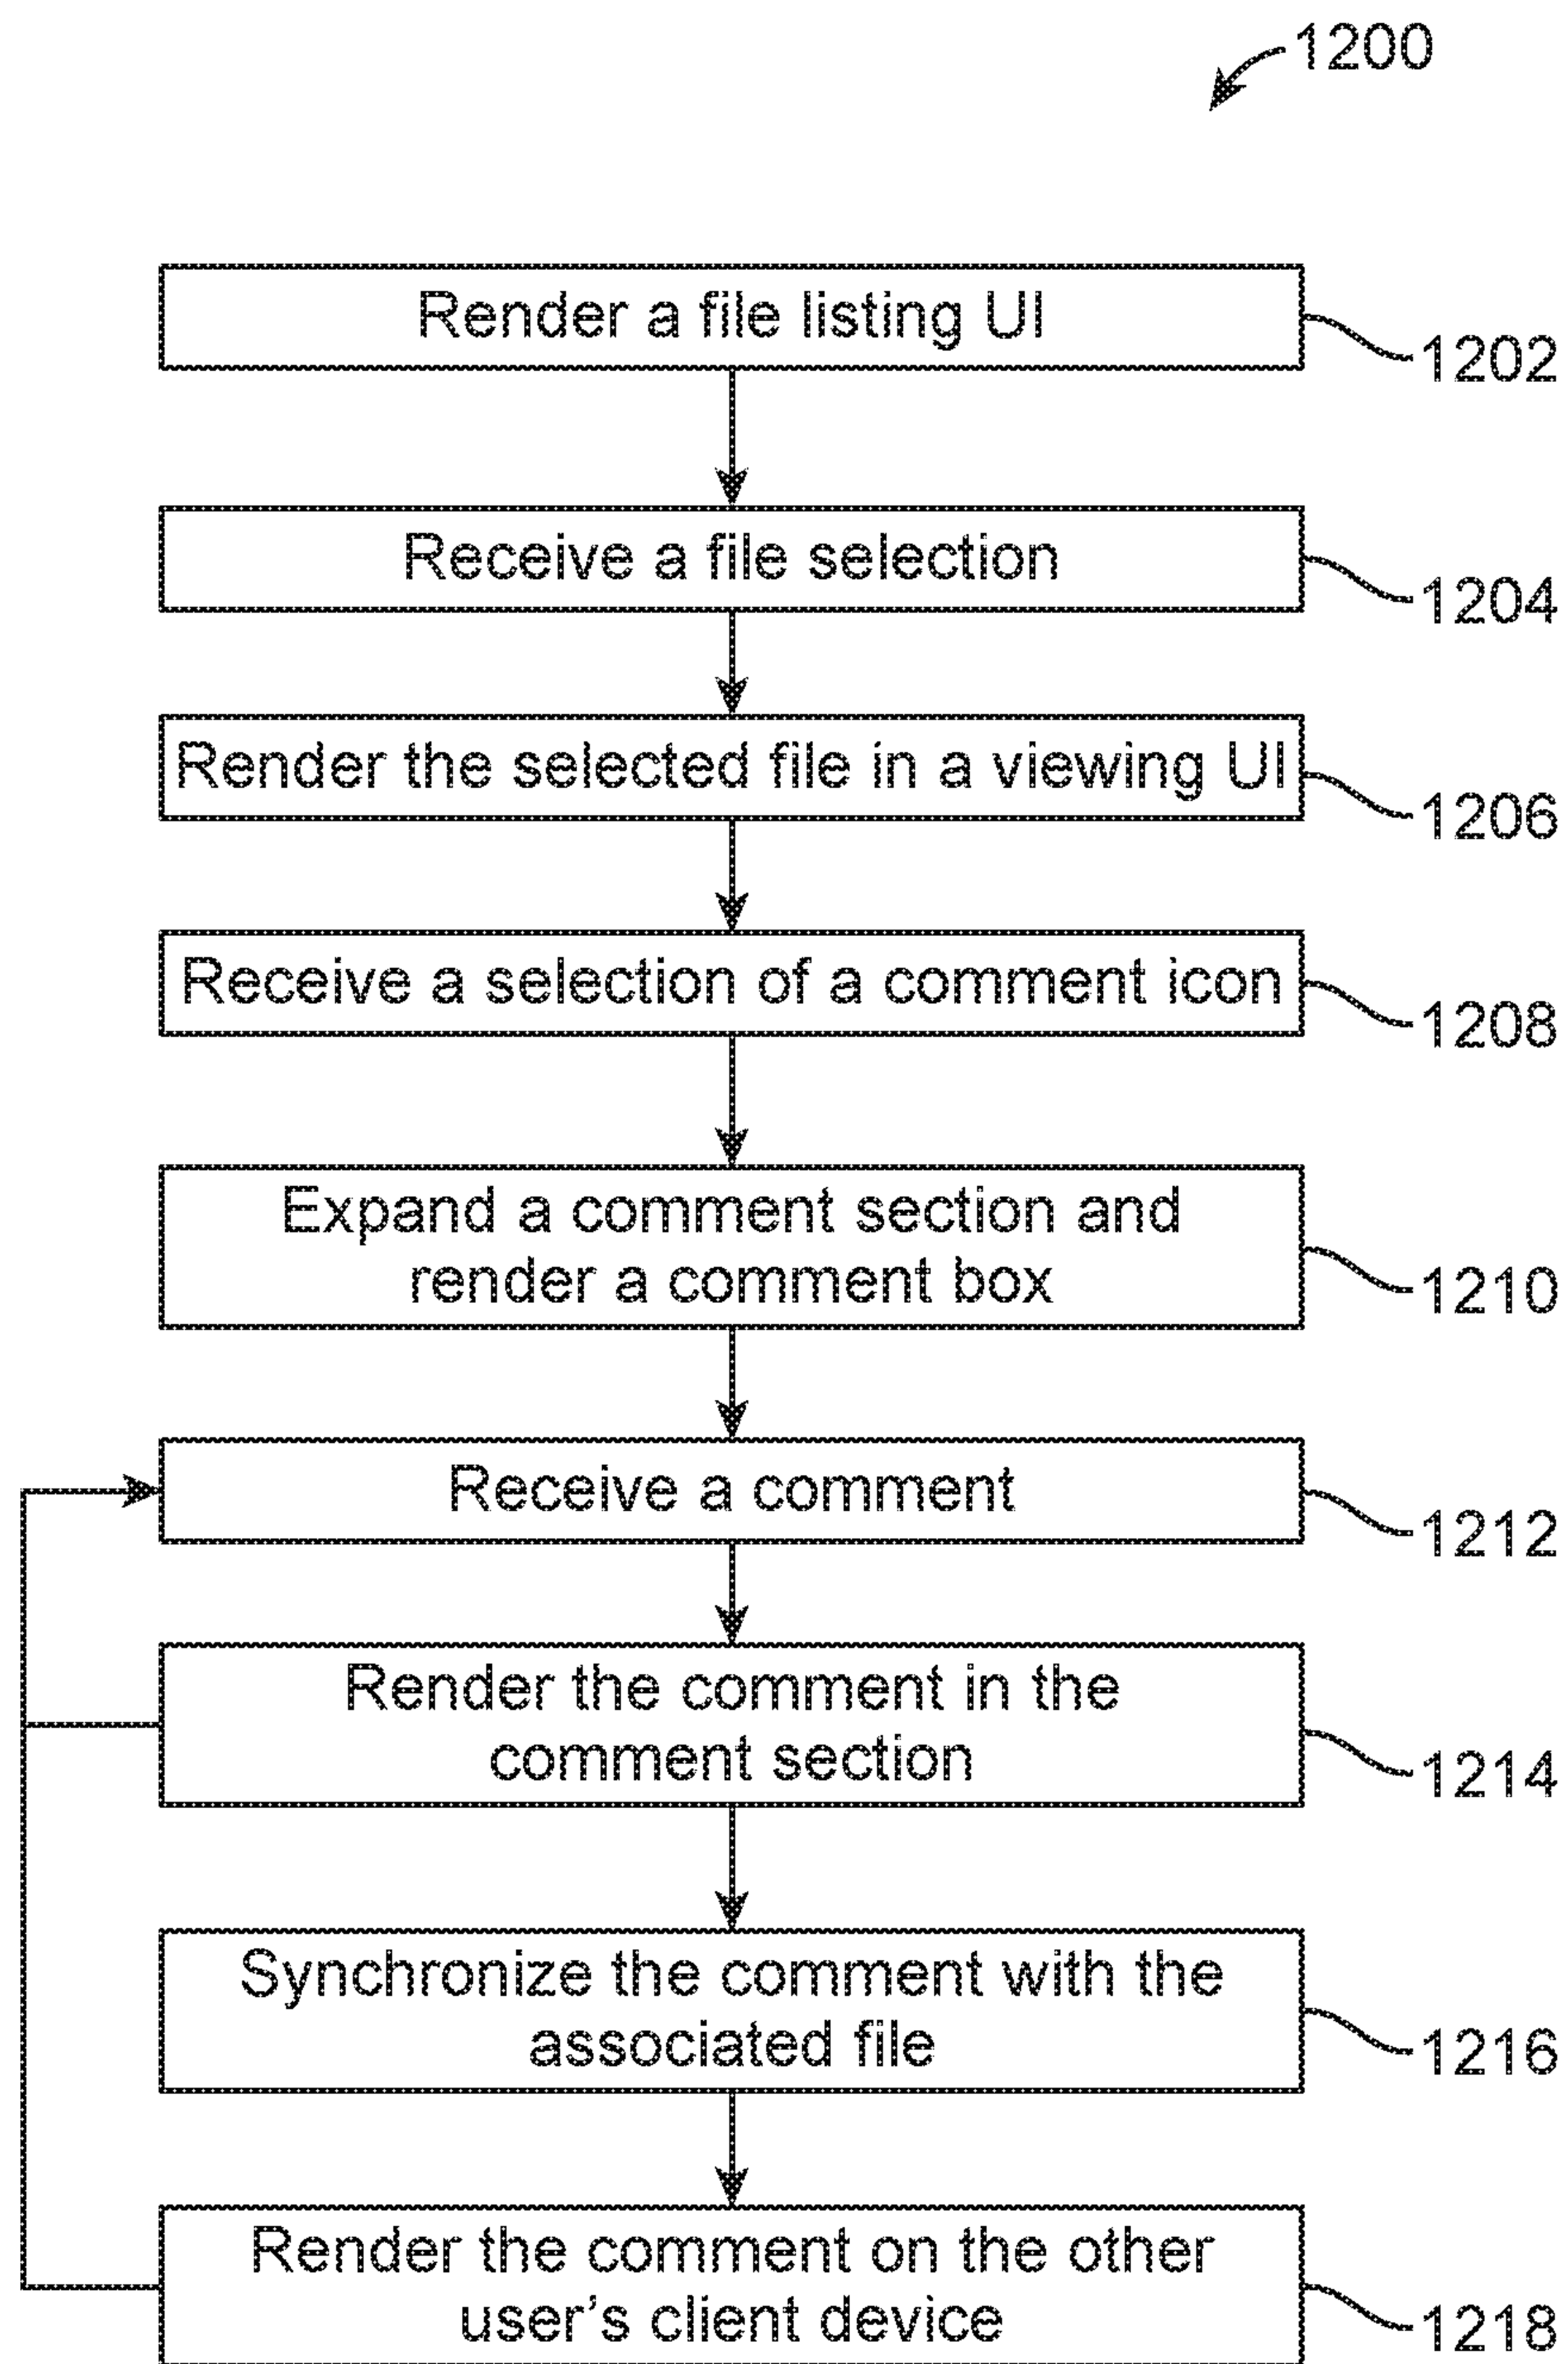 1200
Render a file listing UI
1202
Receive a file selection
1204
Render the selected file in a viewing UI
1206
Receive a selection of a comment icon
1208
Expand a comment section and
render a comment box
1210
Receive a comment
1212
Render the comment in the
comment section
1214
Synchronize the comment with the
associated file
1216
Render the comment on the other
user's client device
1218